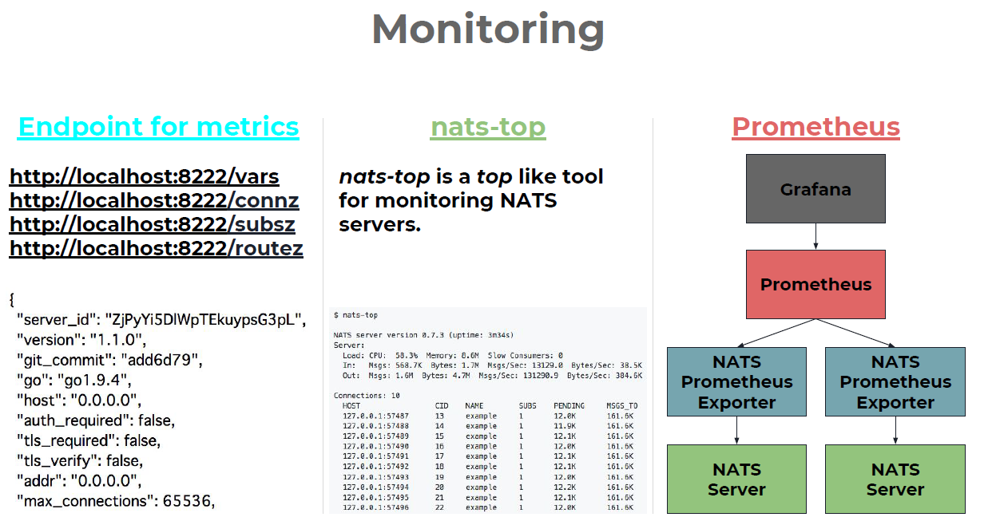 Monitoring
Endpoint for metrics
http://localhost:8222/vars
http://localhost:8222/connz
http://localhost:8222/subsz
http://localhost:8222/routez
{
"server_id": "ZjPyYi5DlWpTEkuypsG3pL",
"version": "1.1.0",
"git_commit": "add6d79",
"go": "go1.9.4",
"host": "0.0.0.0",
"auth_required": false,
"tls_required": false,
"tls_verify": false,
"addr": "0.0.0.0",
"max_connections": 65536,
nats-top
nats-top is a top like tool
for monitoring NATS
servers.
$ nats-top
NATS server version 0.7.3 (uptime: 3m34s)
Server:
Load: CPU: 58.3% Memory: 8.6M Slow Consumers: 0
In: Msgs: 568.7K Bytes: 1.7M Msgs/Sec: 13129.0 Bytes/Sec: 38.5K
Out: Msgs: 1.6M Bytes: 4.7M Msgs/Sec: 131290.9 Bytes/Sec: 384.6K
Connections: 10
HOST CID NAME SUBS PENDING MSGS_TO
127.0.0.1:57487 13 example 1 12.0K 161.6K
127.0.0.1:57488 14 example 1 11.9K 161.6K
127.0.0.1:57489 15 example 1 12.1K 161.6K
127.0.0.1:57490 16 example 1 12.0K 161.6K
127.0.0.1:57491 17 example 1 12.1K 161.6K
127.0.0.1:57492 18 example 1 12.1K 161.6K
127.0.0.1:57493 19 example 1 12.0K 161.6K
127.0.0.1:57494 20 example 1 12.2K 161.6K
127.0.0.1:57495 21 example 1 12.1K 161.6K
127.0.0.1:57496 22 example 1 12.0K 161.6K
Prometheus
Grafana
Prometheus
NATS
Prometheus
Exporter
NATS
Prometheus
Exporter
NATS
Server
NATS
Server